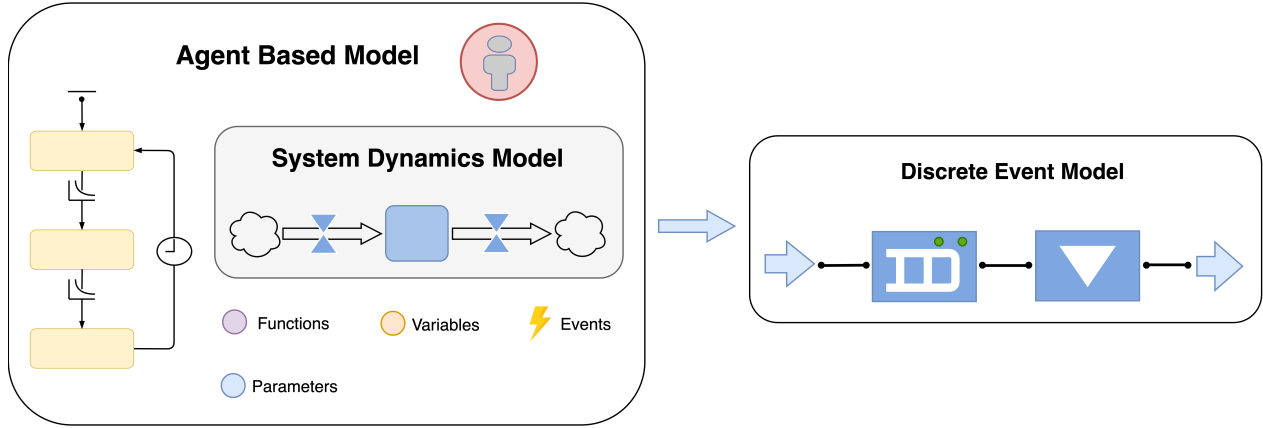 Agent Based Model
System Dynamics Model
Functions
Variables
Events
Parameters
Discrete Event Model